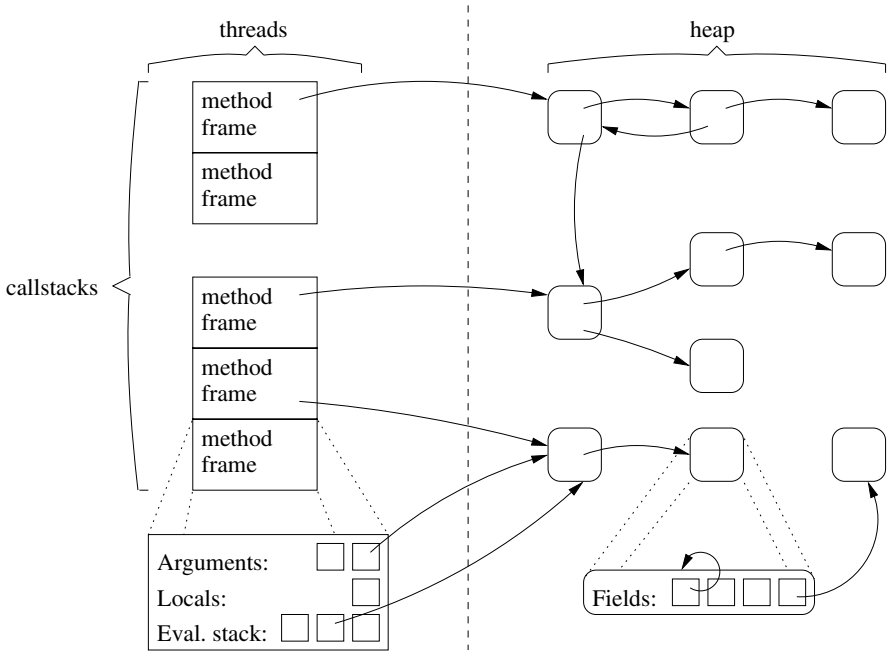 threads
heap
method
frame
method
frame
callstacks
method
frame
method
frame
method
frame
Arguments:
Locals:
Eval. stack:
Fields: